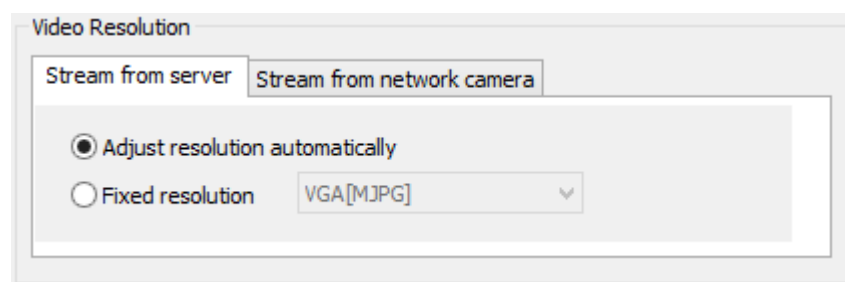 Video Resolution
Stream from server Stream from network camera
Adjust resolution automatically
Fixed resolution VGA[MJPG]